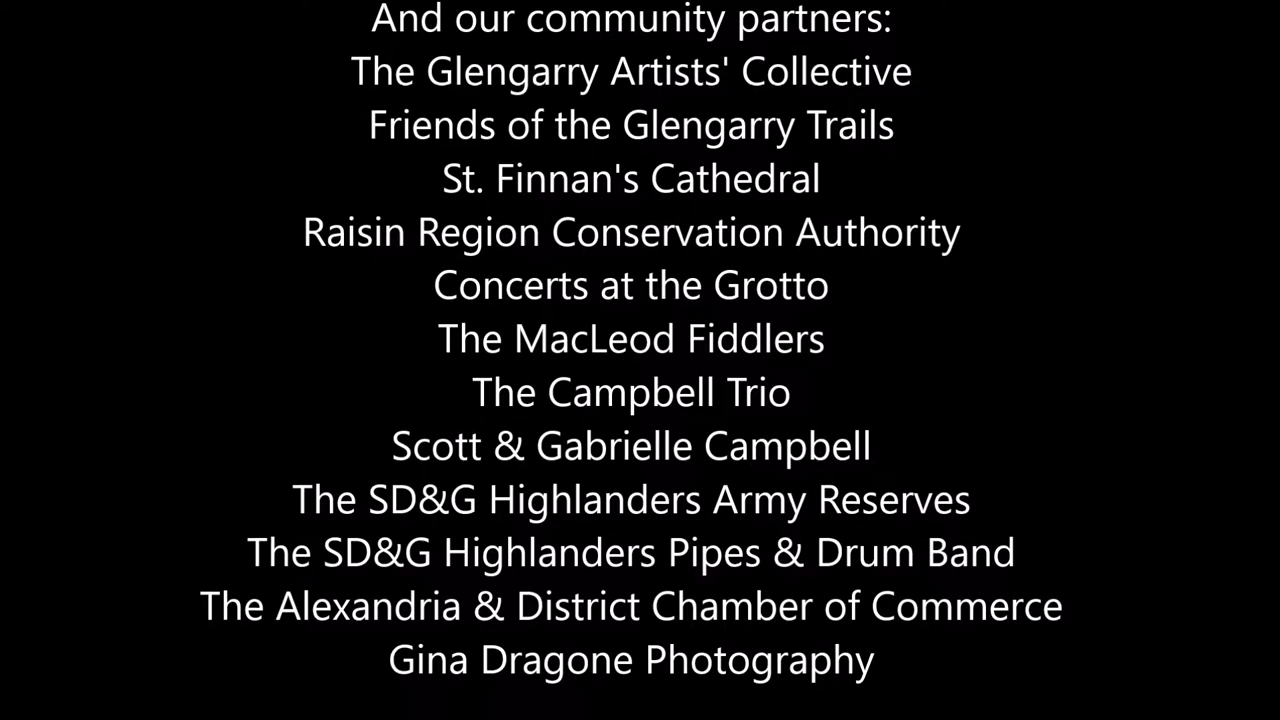 And our community partners:
The Glengarry Artists' Collective
Friends of the Glengarry Trails
St. Finnan's Cathedral
Raisin Region Conservation Authority
Concerts at the Grotto
The MacLeod Fiddlers
The Campbell Trio
Scott & Gabrielle Campbell
The SD&G Highlanders Army Reserves
The SD&G Highlanders Pipes & Drum Band
The Alexandria & District Chamber of Commerce
Gina Dragone Photography